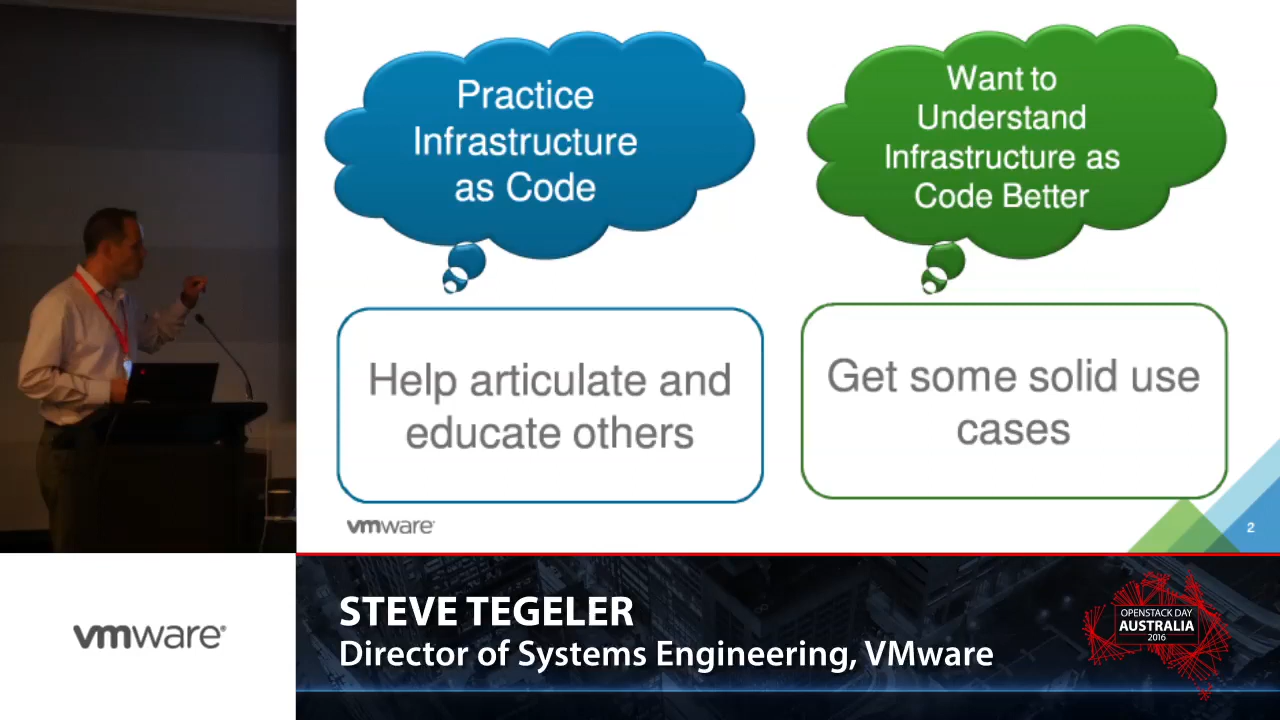 Practice
Infrastructure
as Code
Want to
Understand
Infrastructure as
Code Better
Help articulate and
educate others
Get some solid use
cases
vmware
2
vmware
STEVE TEGELER
Director of Systems Engineering, VMware
OPENSTACK DAY
AUSTRALIA
2016